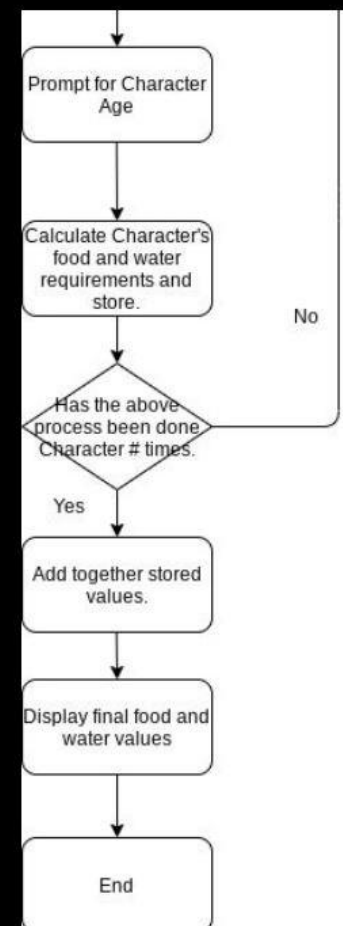 Prompt for Character
Age
Calculate Character's
food and water
requirements and
store.
No
Has the above
process been done
Character # times.
Yes
Add together stored
values.
Display final food and
water values
End